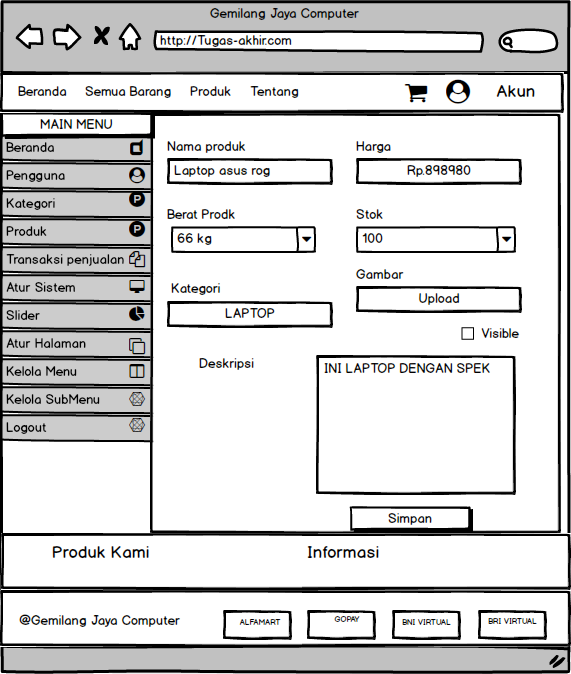 Gemilang Jaya Computer
http://Tugas-akhir.com
Beranda Semua Barang Produk Tentang Akun
MAIN MENU
Beranda
Pengguna
Kategori P
Produk P
Transaksi penjualan
Atur Sistem
Slider
Atur Halaman
Kelola Menu
Kelola SubMenu
Logout
Nama produk
Laptop asus rog
Harga
Rp.898980
Berat Prodk
66 kg
Stok
100
Kategori
LAPTOP
Gambar
Upload
Visible
Deskripsi
INI LAPTOP DENGAN SPEK
Simpan
Produk Kami Informasi
@Gemilang Jaya Computer ALFAMART GOPAY BNI VIRTUAL BRI VIRTUAL